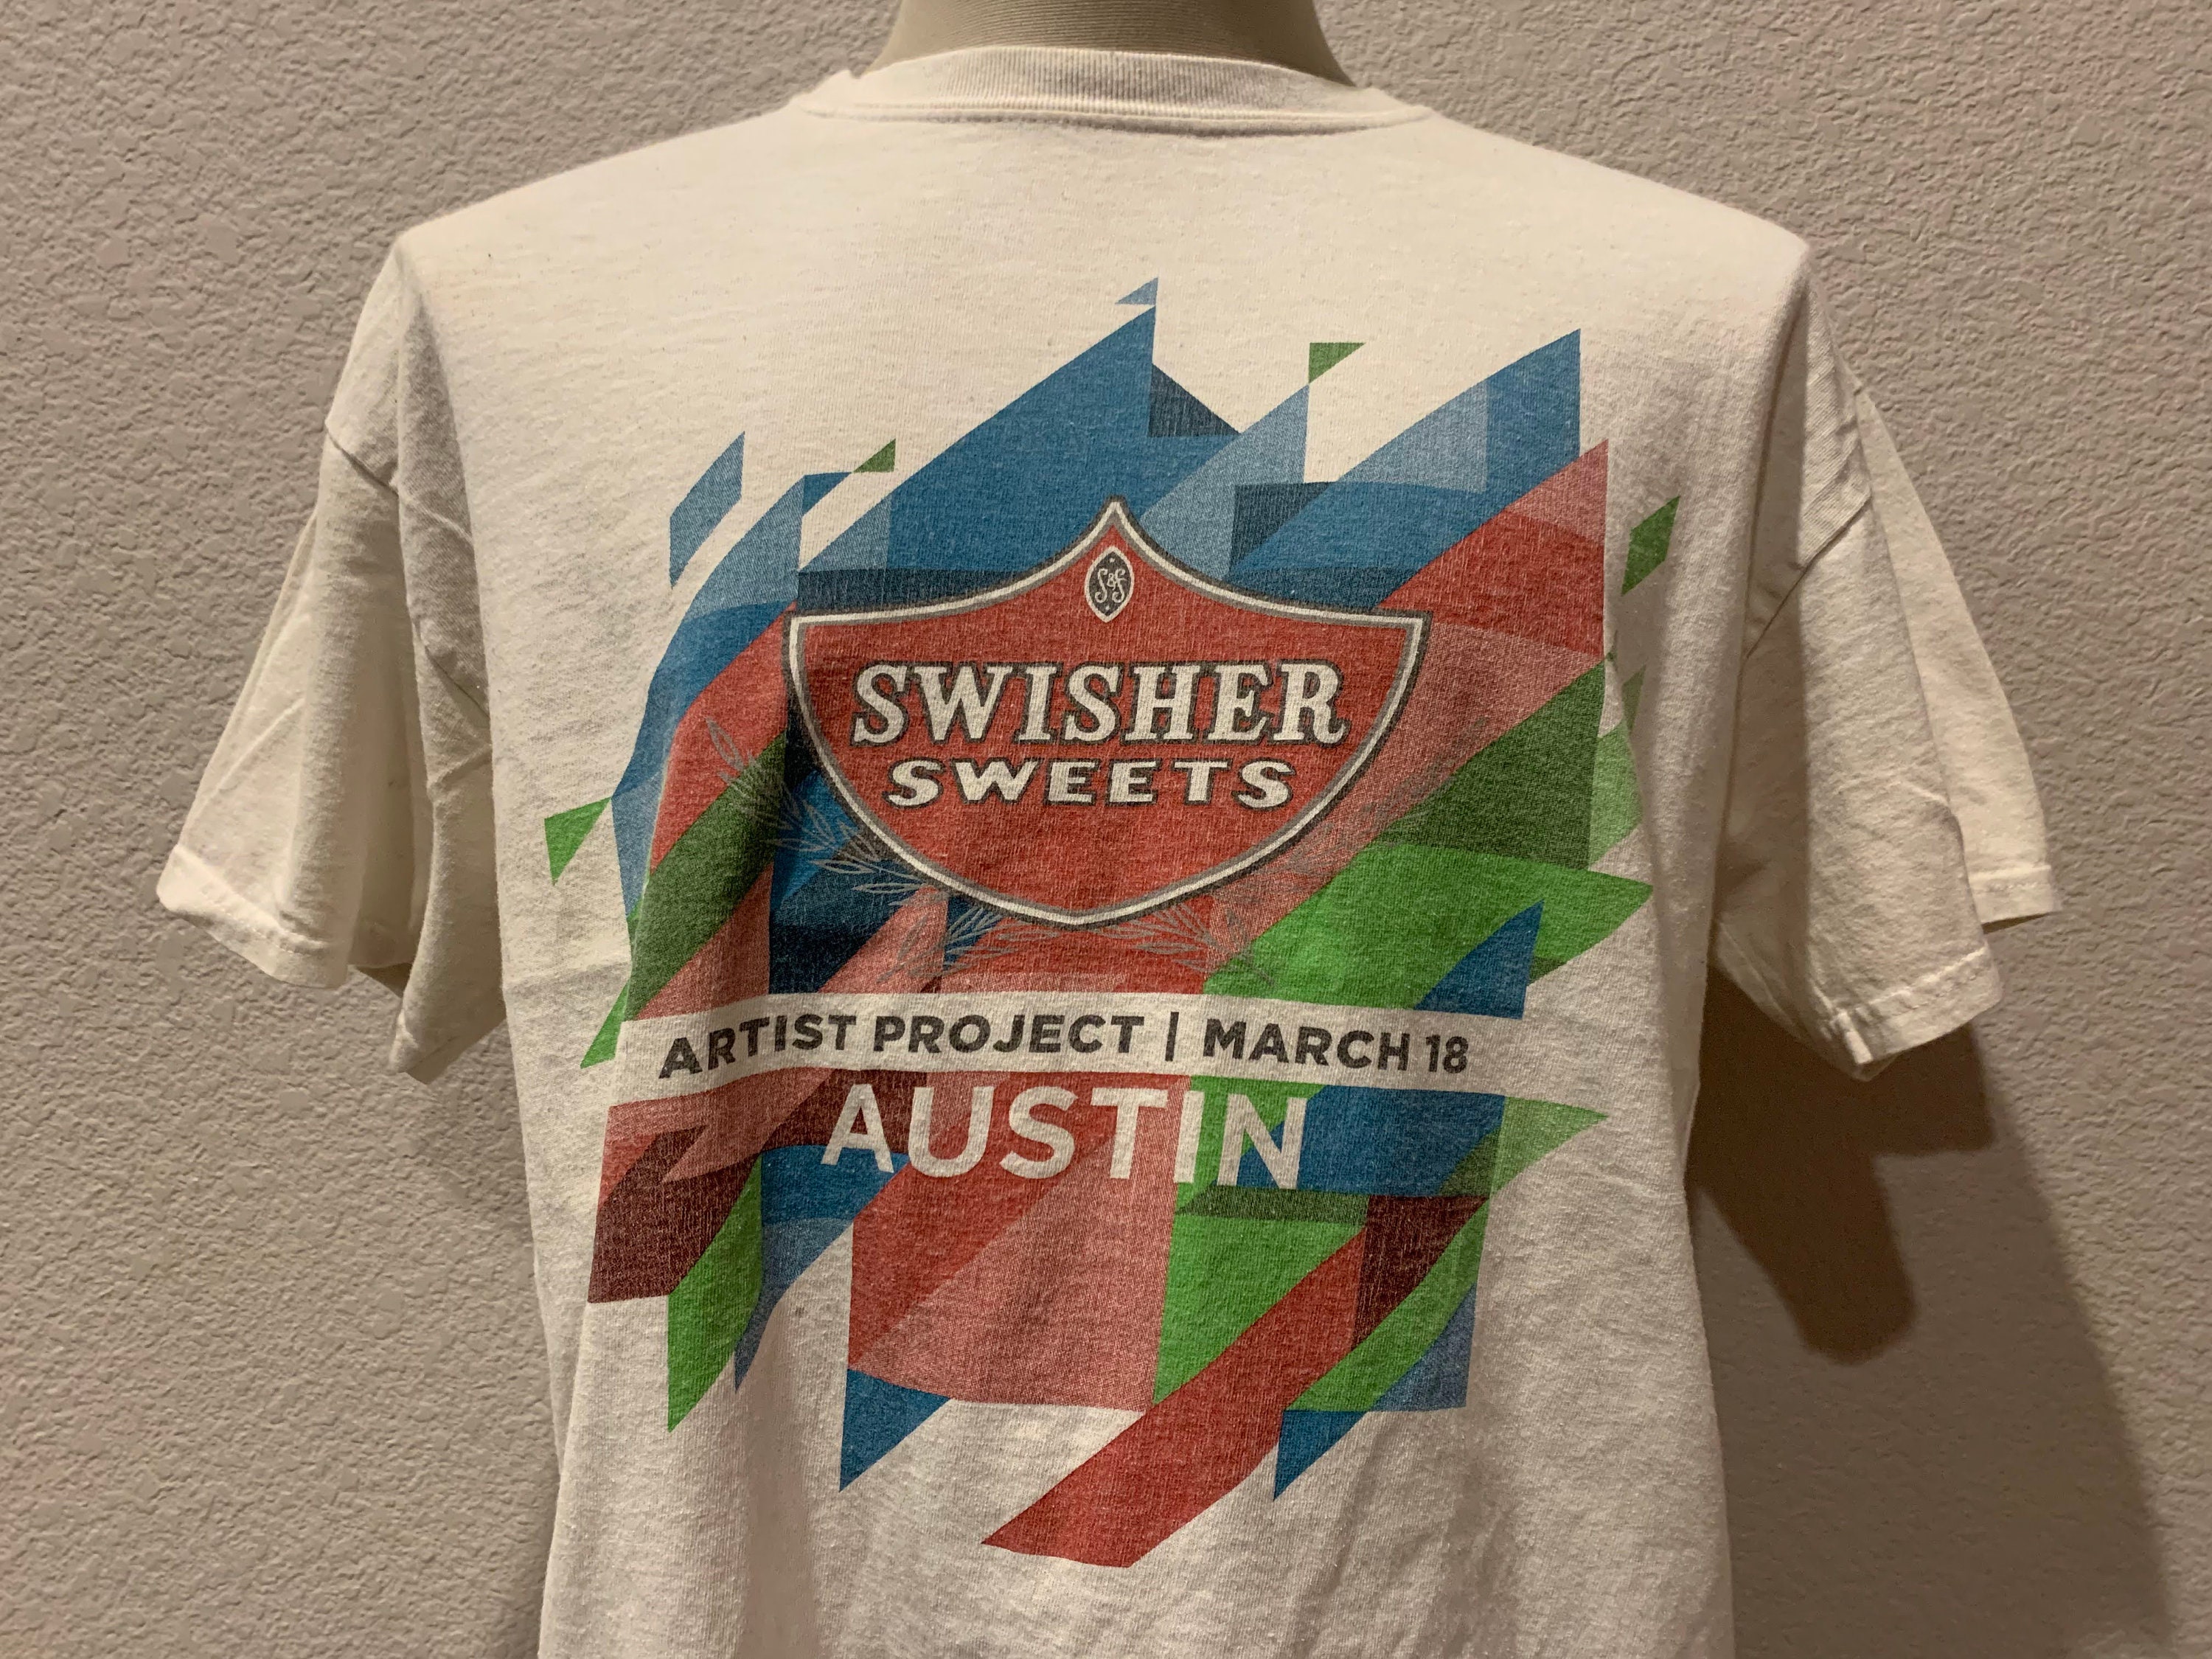 S&S
SWISHER
SWEETS
ARTIST PROJECT | MARCH 18
AUSTIN